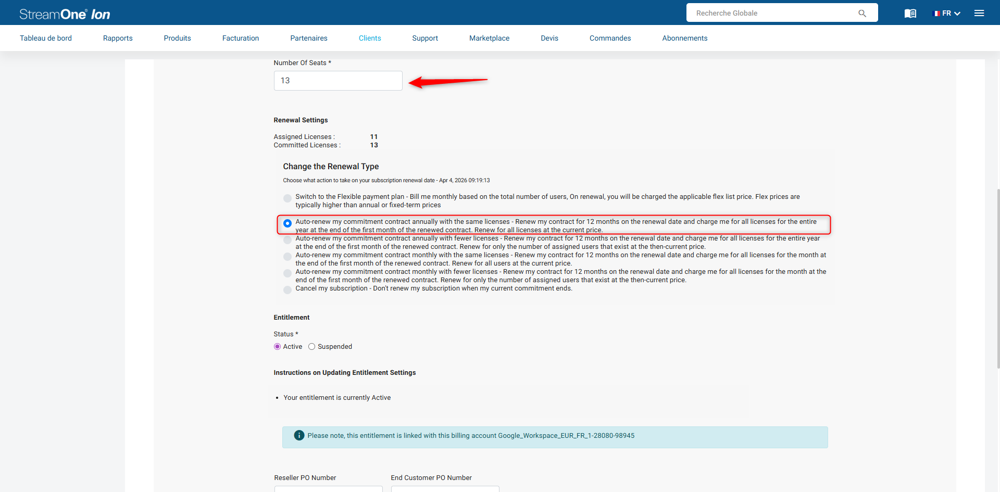 StreamOne® Ion
Recherche Globale
FR
Tableau de bord Rapports Produits Facturation Partenaires Clients Support Marketplace Devis Commandes Abonnements
Number Of Seats *
13
Renewal Settings
Assigned Licenses : 11
Committed Licenses : 13
Change the Renewal Type
Choose what action to take on your subscription renewal date - Apr 4, 2026 09:19:13
Switch to the Flexible payment plan - Bill me monthly based on the total number of users, On renewal, you will be charged the applicable flex list price. Flex prices are
typically higher than annual or fixed-term prices
Auto-renew my commitment contract annually with the same licenses - Renew my contract for 12 months on the renewal date and charge me for all licenses for the entire
year at the end of the first month of the renewed contract. Renew for all licenses at the current price.
Auto-renew my commitment contract annually with fewer licenses - Renew my contract for 12 months on the renewal date and charge me for all licenses for the entire year
at the end of the first month of the renewed contract. Renew for only the number of assigned users that exist at the then-current price.
Auto-renew my commitment contract monthly with the same licenses - Renew my contract for 12 months on the renewal date and charge me for all licenses for the month at
the end of the first month of the renewed contract. Renew for all users at the current price.
Auto-renew my commitment contract monthly with fewer licenses - Renew my contract for 12 months on the renewal date and charge me for all licenses for the month at the
end of the first month of the renewed contract. Renew for only the number of assigned users that exist at the then-current price.
Cancel my subscription - Don't renew my subscription when my current commitment ends.
Entitlement
Status *
Active Suspended
Instructions on Updating Entitlement Settings
• Your entitlement is currently Active
Please note, this entitlement is linked with this billing account Google_Workspace_EUR_FR_1-28080-98945
Reseller PO Number End Customer PO Number